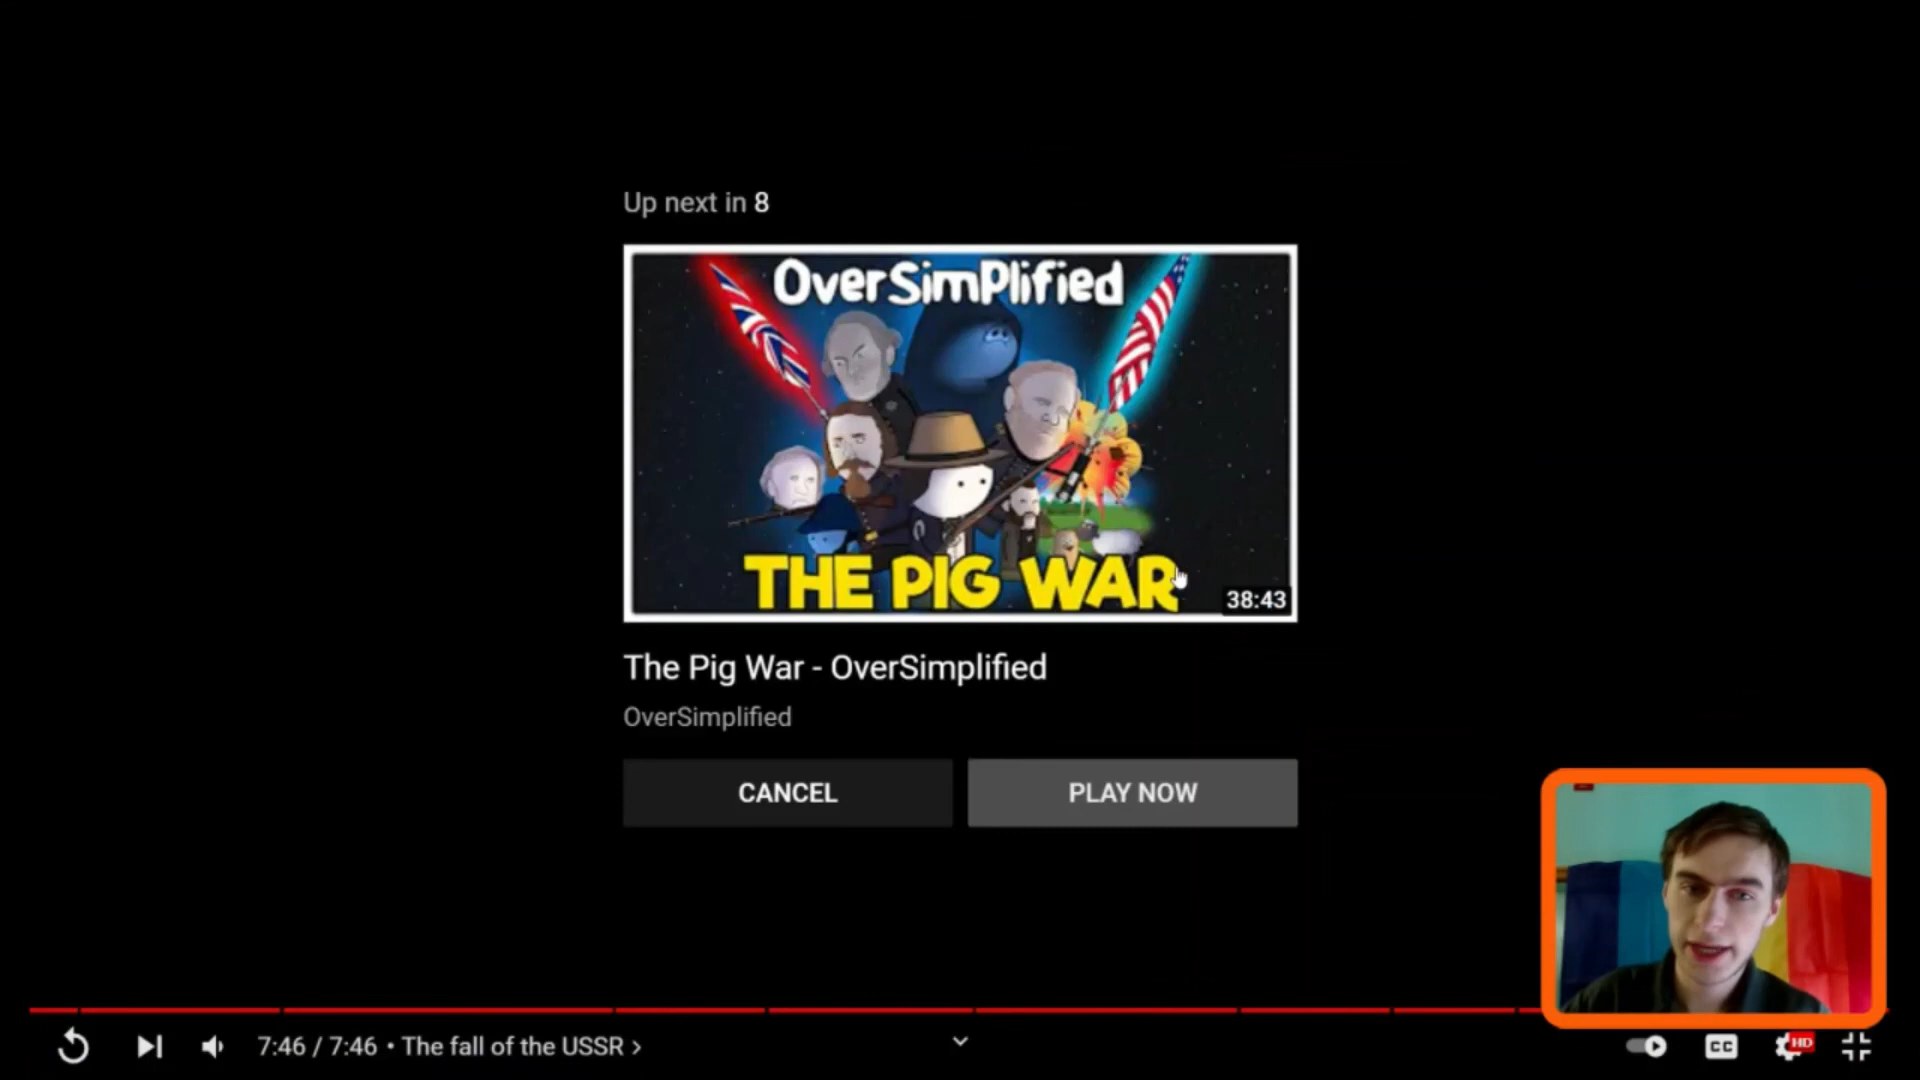 Up next in 8
OverSimplified
THE PIG WAR
38:43
The Pig War - OverSimplified
OverSimplified
CANCEL
PLAY NOW
7:46 / 7:46 • The fall of the USSR >
CC
HD